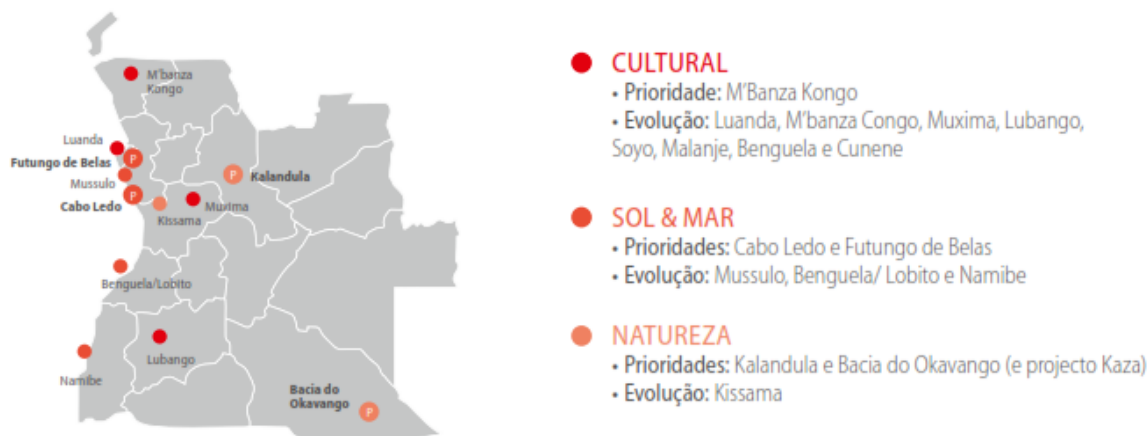 M'banza
Kongo
Luanda
P
Futungo de Belas
Mussulo
P
Kalandula
P
Cabo Ledo
Muxima
Kissama
Benguela/Lobito
Lubango
Namibe
Bacia do
Okavango
P
CULTURAL
• Prioridade: M'Banza Kongo
• Evolução: Luanda, M'banza Congo, Muxima, Lubango,
Soyo, Malanje, Benguela e Cunene
SOL & MAR
• Prioridades: Cabo Ledo e Futungo de Belas
• Evolução: Mussulo, Benguela/ Lobito e Namibe
NATUREZA
• Prioridades: Kalandula e Bacia do Okavango (e projecto Kaza)
• Evolução: Kissama